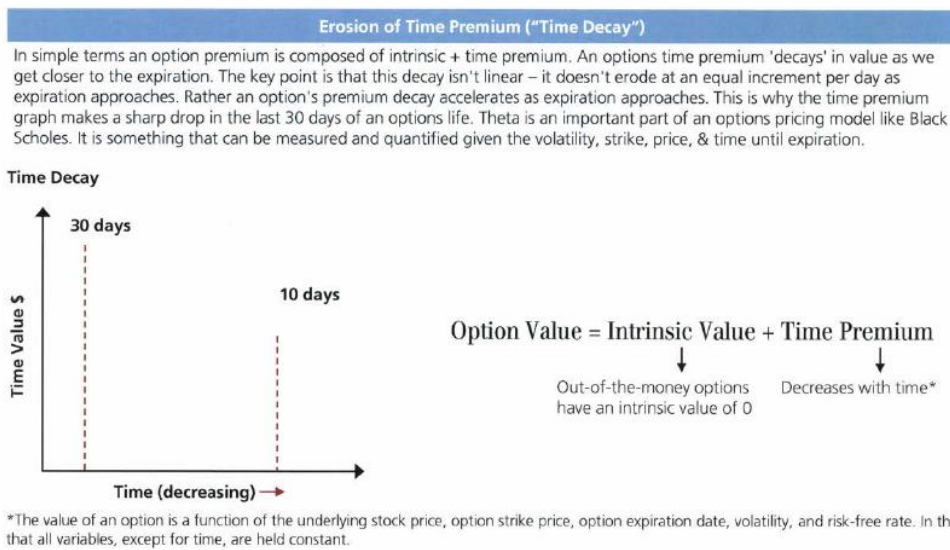 Erosion of Time Premium ("Time Decay")
In simple terms an option premium is composed of intrinsic + time premium. An options time premium 'decays' in value as we
get closer to the expiration. The key point is that this decay isn't linear – it doesn't erode at an equal increment per day as
expiration approaches. Rather an option's premium decay accelerates as expiration approaches. This is why the time premium
graph makes a sharp drop in the last 30 days of an options life. Theta is an important part of an options pricing model like Black
Scholes. It is something that can be measured and quantified given the volatility, strike, price, & time until expiration.
Time Decay
30 days
10 days
Time Value $
Time (decreasing)
Option Value = Intrinsic Value + Time Premium
Out-of-the-money options
have an intrinsic value of 0
Decreases with time*
*The value of an option is a function of the underlying stock price, option strike price, option expiration date, volatility, and risk-free rate. In
that all variables, except for time, are held constant.